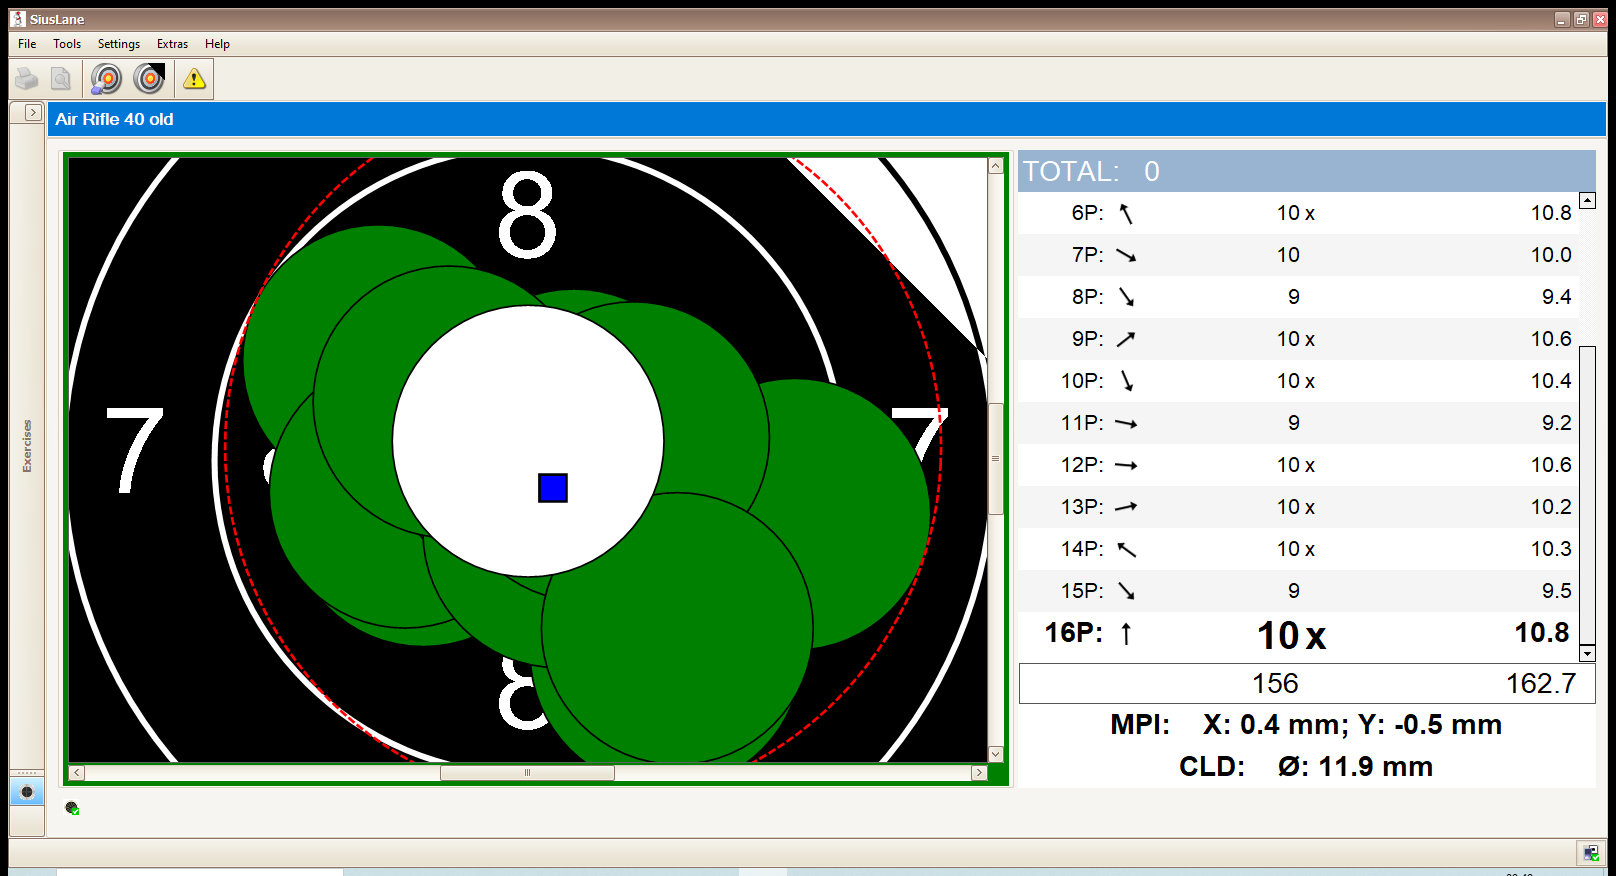 SiusLane
File Tools Settings Extras Help
Air Rifle 40 old
Exercises
8
7 7
8
TOTAL: 0
6P: 10 x 10.8
7P: 10 10.0
8P: 9 9.4
9P: 10 x 10.6
10P: 10 x 10.4
11P: 9 9.2
12P: 10 x 10.6
13P: 10 x 10.2
14P: 10 x 10.3
15P: 9 9.5
16P: 10 x 10.8
156 162.7
MPI: X: 0.4 mm; Y: -0.5 mm
CLD: Ø: 11.9 mm